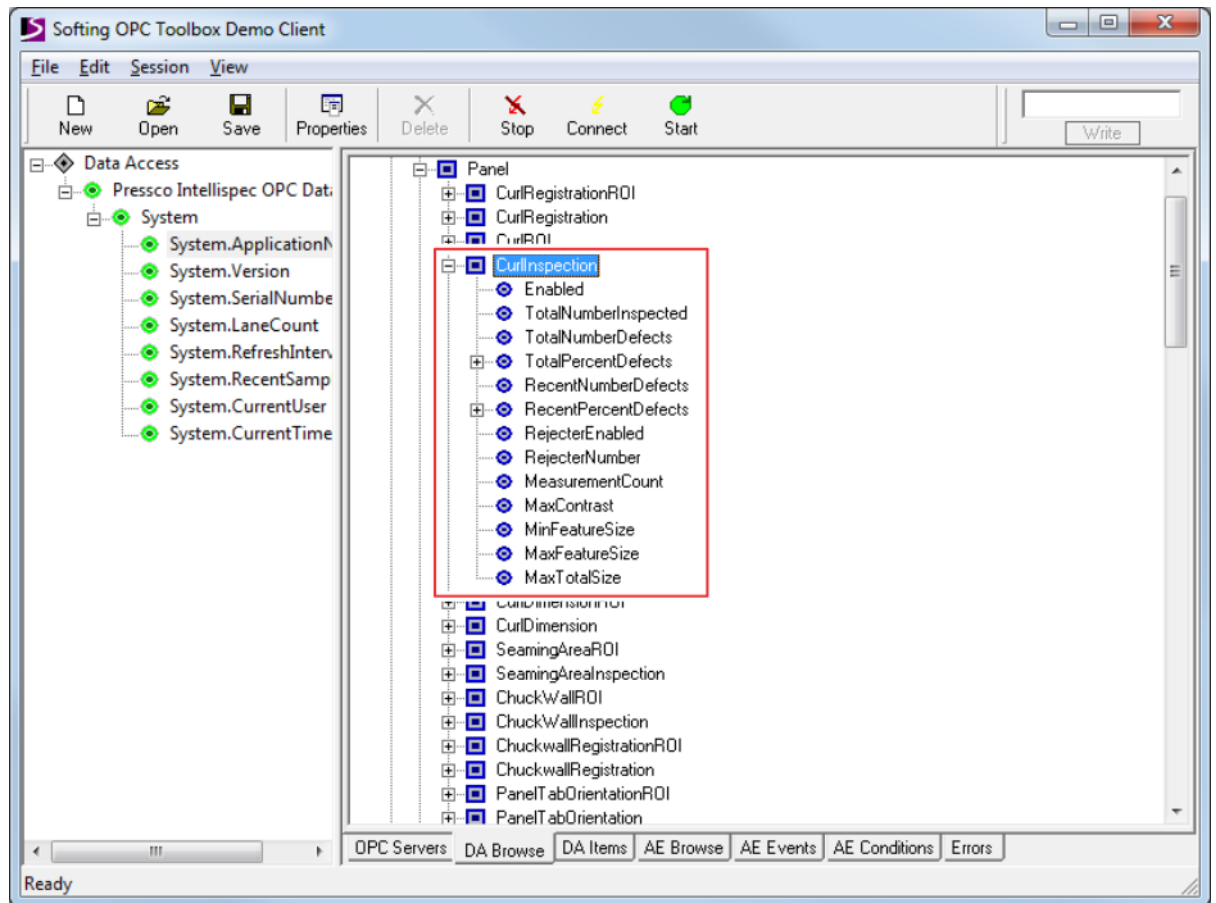 Softing OPC Toolbox Demo Client
File Edit Session View
New Open Save Properties Delete Stop Connect Start Write
Data Access
Pressco Intellispec OPC Data
System
System.ApplicationN
System.Version
System.SerialNumbe
System.LaneCount
System.RefreshInterv
System.RecentSamp
System.CurrentUser
System.CurrentTime
Panel
CurlRegistrationROI
CurlRegistration
CurlROI
CurlInspection
Enabled
TotalNumberInspected
TotalNumberDefects
TotalPercentDefects
RecentNumberDefects
RecentPercentDefects
RejecterEnabled
RejecterNumber
MeasurementCount
MaxContrast
MinFeatureSize
MaxFeatureSize
MaxTotalSize
CurlDimensionROI
CurlDimension
SeamingAreaROI
SeamingAreaInspection
ChuckWallROI
ChuckWallInspection
ChuckwallRegistrationROI
ChuckwallRegistration
PanelTabOrientationROI
PanelTabOrientation
OPC Servers DA Browse DA Items AE Browse AE Events AE Conditions Errors
Ready